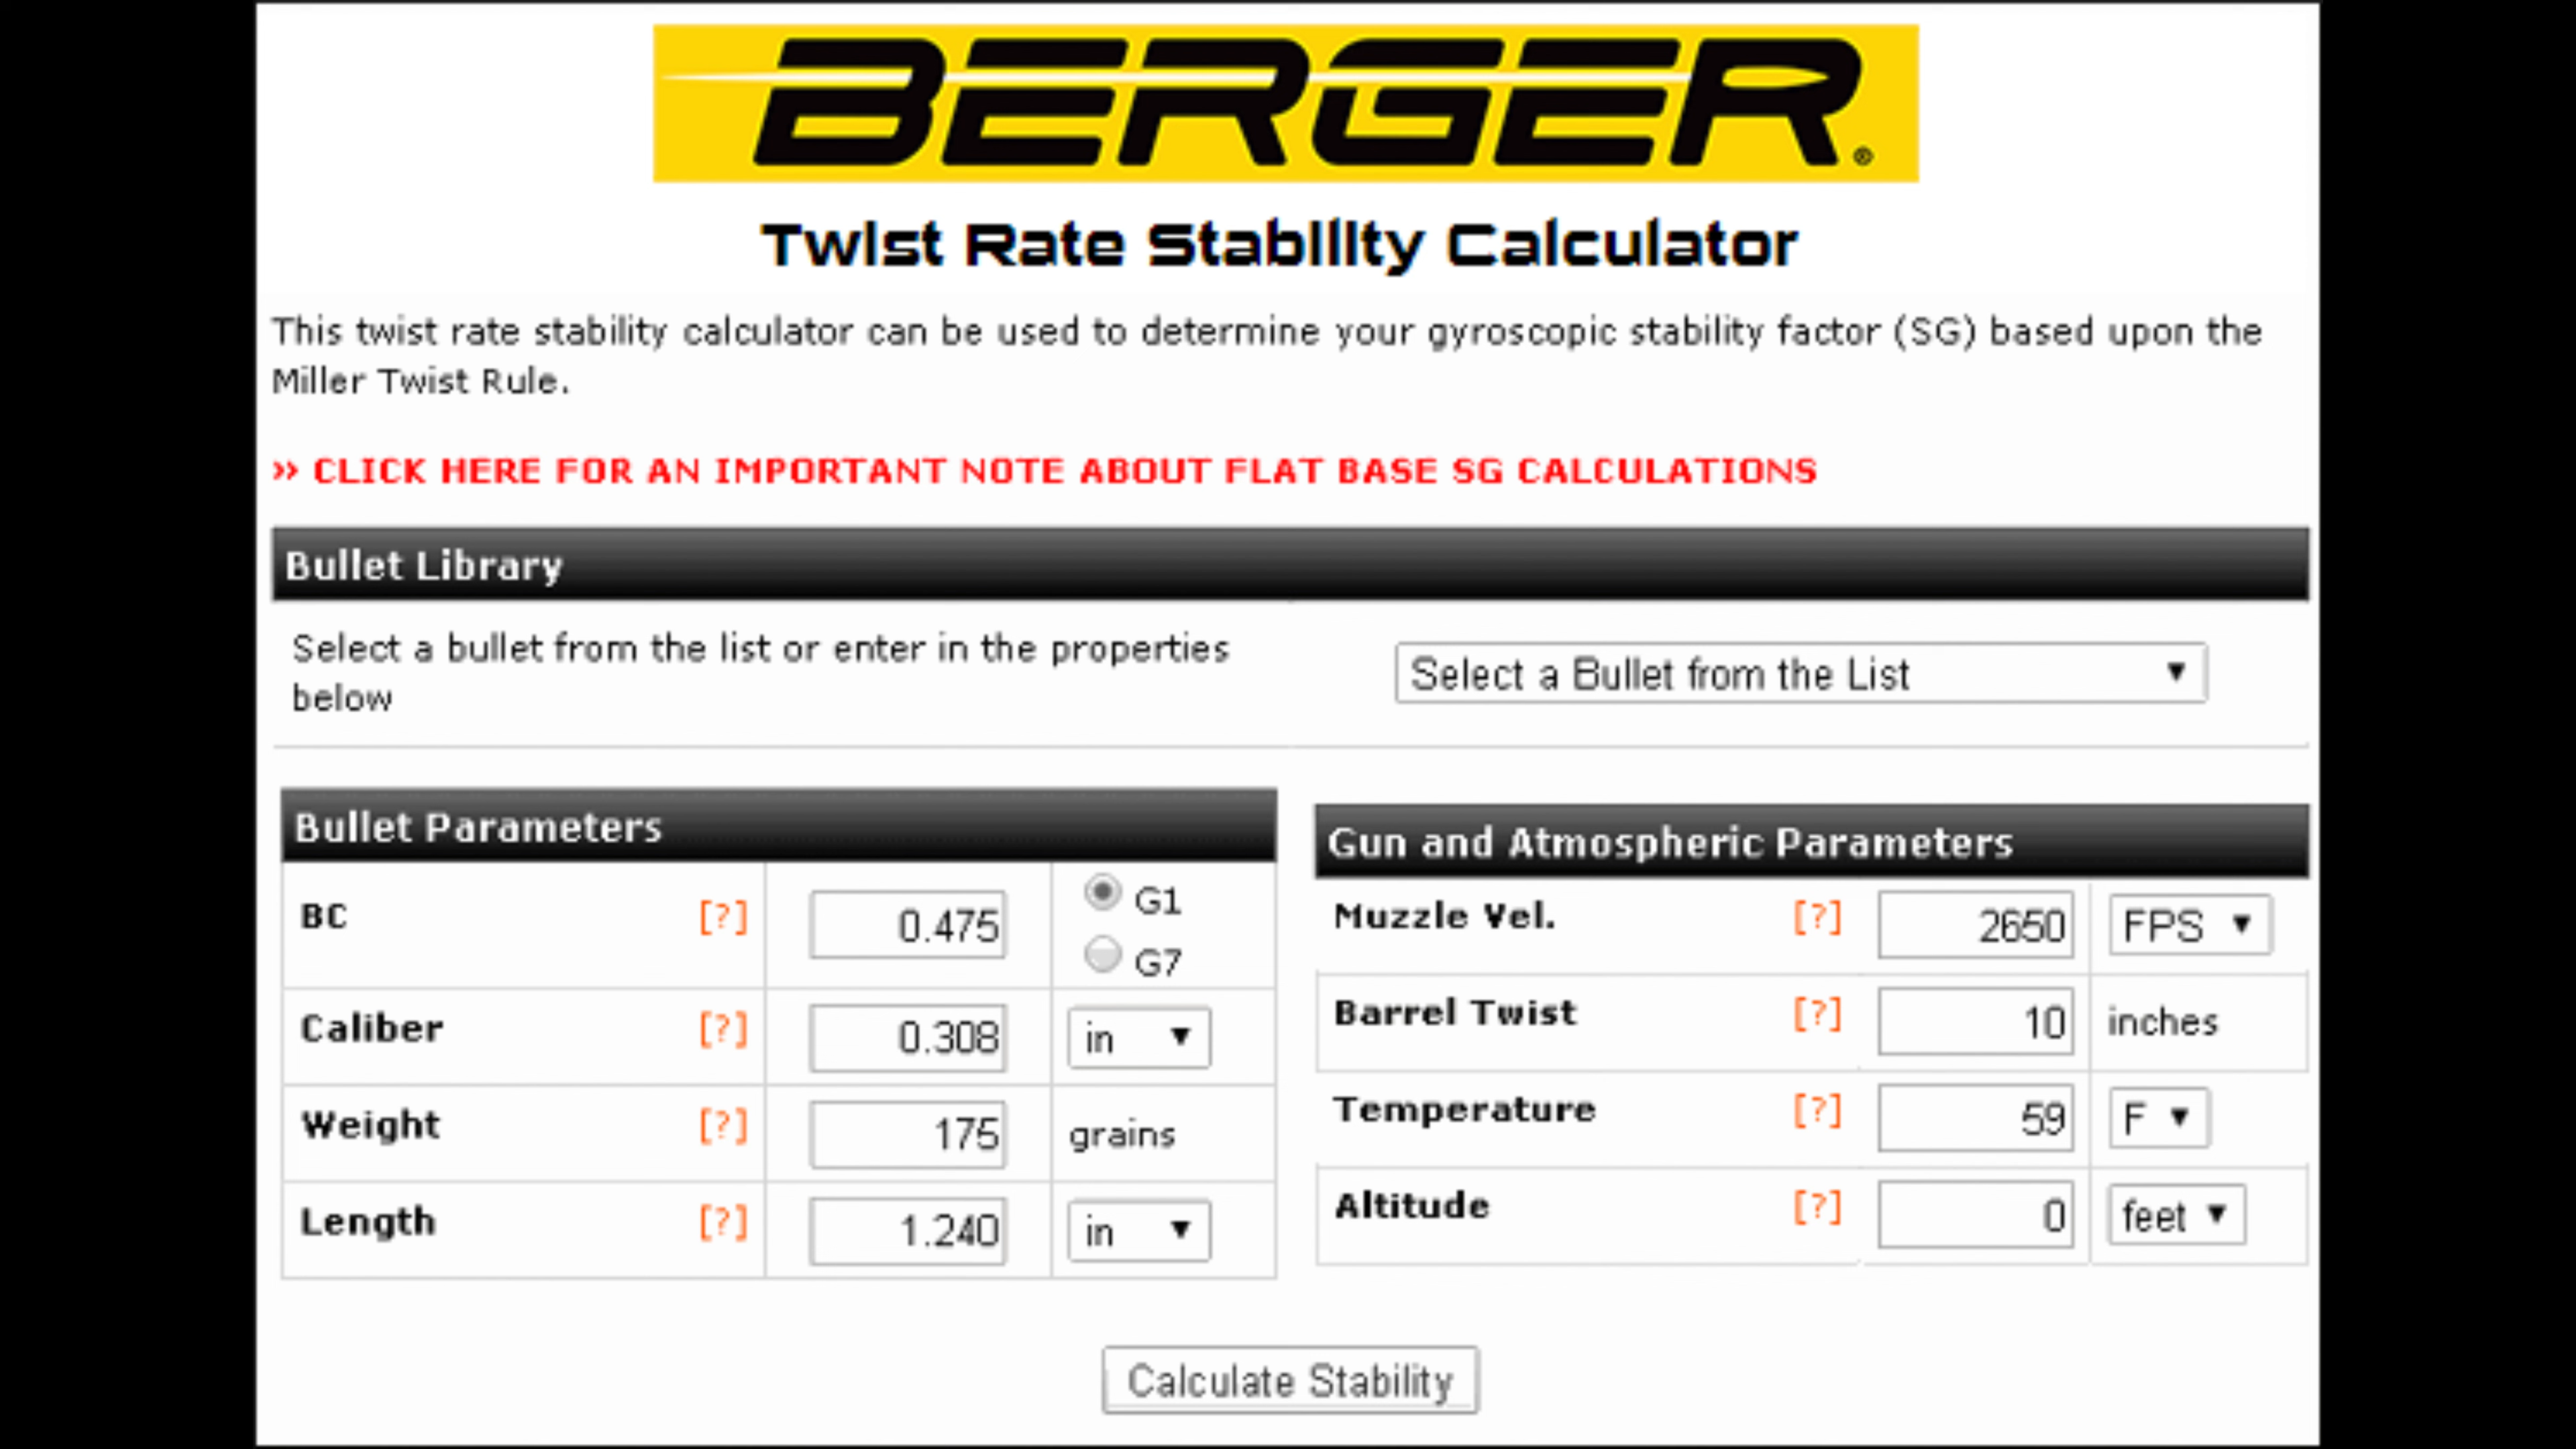 BERGER®
Twist Rate Stability Calculator
This twist rate stability calculator can be used to determine your gyroscopic stability factor (SG) based upon the
Miller Twist Rule.
» CLICK HERE FOR AN IMPORTANT NOTE ABOUT FLAT BASE SG CALCULATIONS
Bullet Library
Select a bullet from the list or enter in the properties
below
Select a Bullet from the List ▼
Bullet Parameters
BC [?] 0.475 G1
G7
Caliber [?] 0.308 in ▼
Weight [?] 175 grains
Length [?] 1.240 in ▼
Gun and Atmospheric Parameters
Muzzle Vel. [?] 2650 FPS ▼
Barrel Twist [?] 10 inches
Temperature [?] 59 F ▼
Altitude [?] 0 feet ▼
Calculate Stability